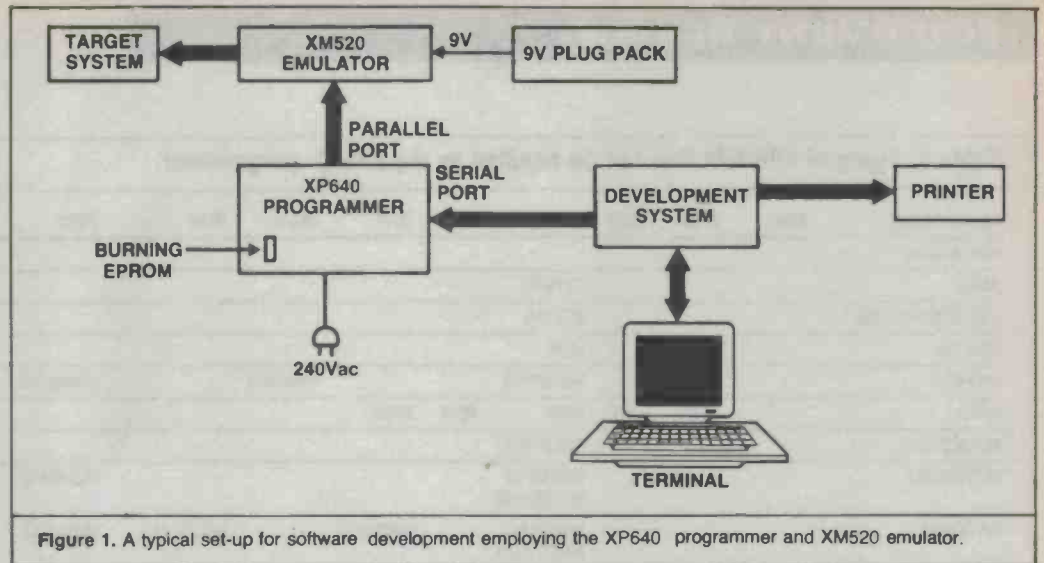 TARGET
SYSTEM
XM520
EMULATOR
9V
9V PLUG PACK
PARALLEL
PORT
XP640
PROGRAMMER
SERIAL
PORT
DEVELOPMENT
SYSTEM
PRINTER
BURNING
EPROM
240Vac
TERMINAL
Figure 1. A typical set-up for software development employing the XP640 programmer and XM520 emulator.